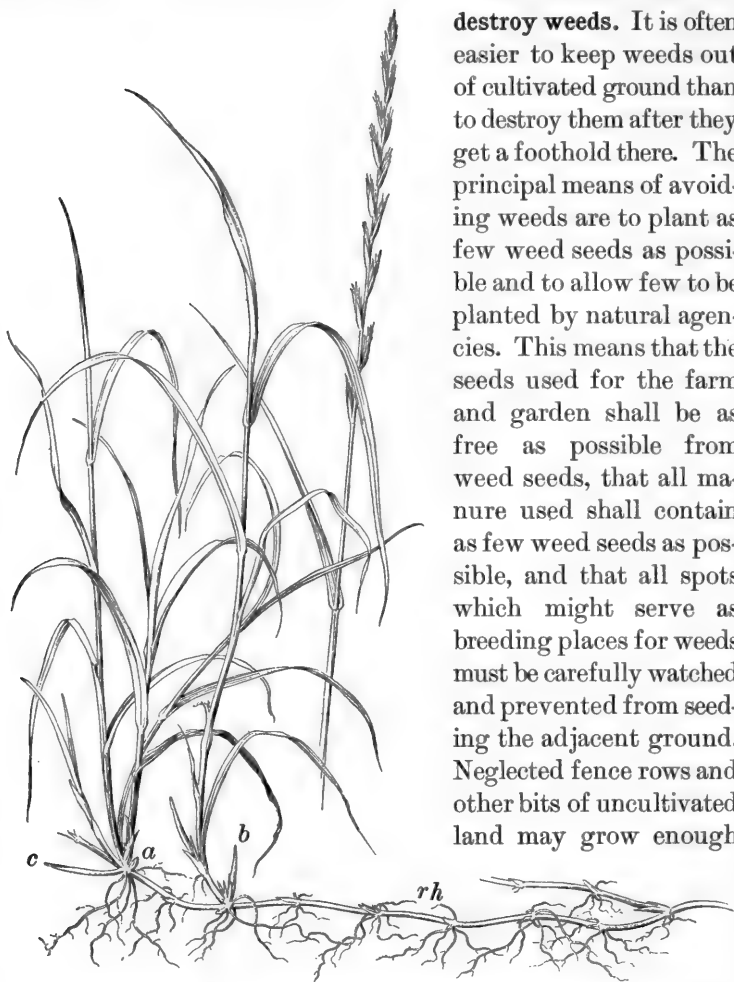 destroy weeds. It is often
easier to keep weeds out
of cultivated ground than
to destroy them after they
get a foothold there. The
principal means of avoid-
ing weeds are to plant as
few weed seeds as possi-
ble and to allow few to be
planted by natural agen-
cies. This means that the
seeds used for the farm
and garden shall be as
free as possible from
weed seeds, that all ma-
nure used shall contain
as few weed seeds as pos-
sible, and that all spots
which might serve as
breeding places for weeds
must be carefully watched
and prevented from seed-
ing the adjacent ground.
Neglected fence rows and
other bits of uncultivated
land may grow enough
c a b
rh